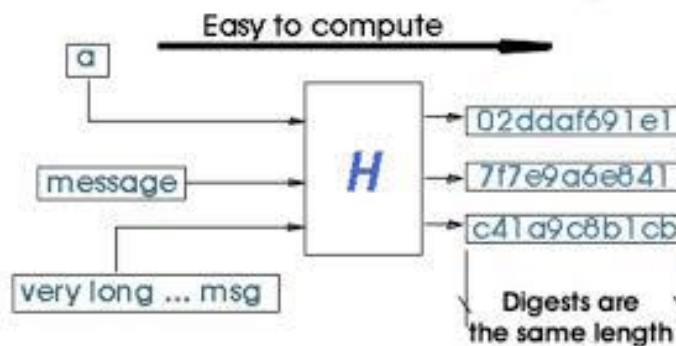 Easy to compute
a
message
very long ... msg
H
02ddaf691e1
7f7e9a6e841
c41a9c8b1cb
Digests are
the same length